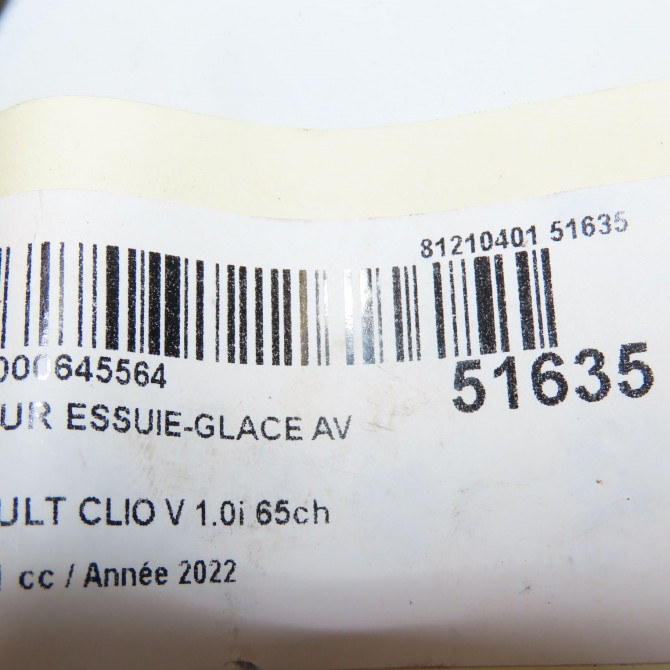 81210401 51635
000645564
51635
UR ESSUIE-GLACE AV
ULT CLIO V 1.0i 65ch
cc / Année 2022